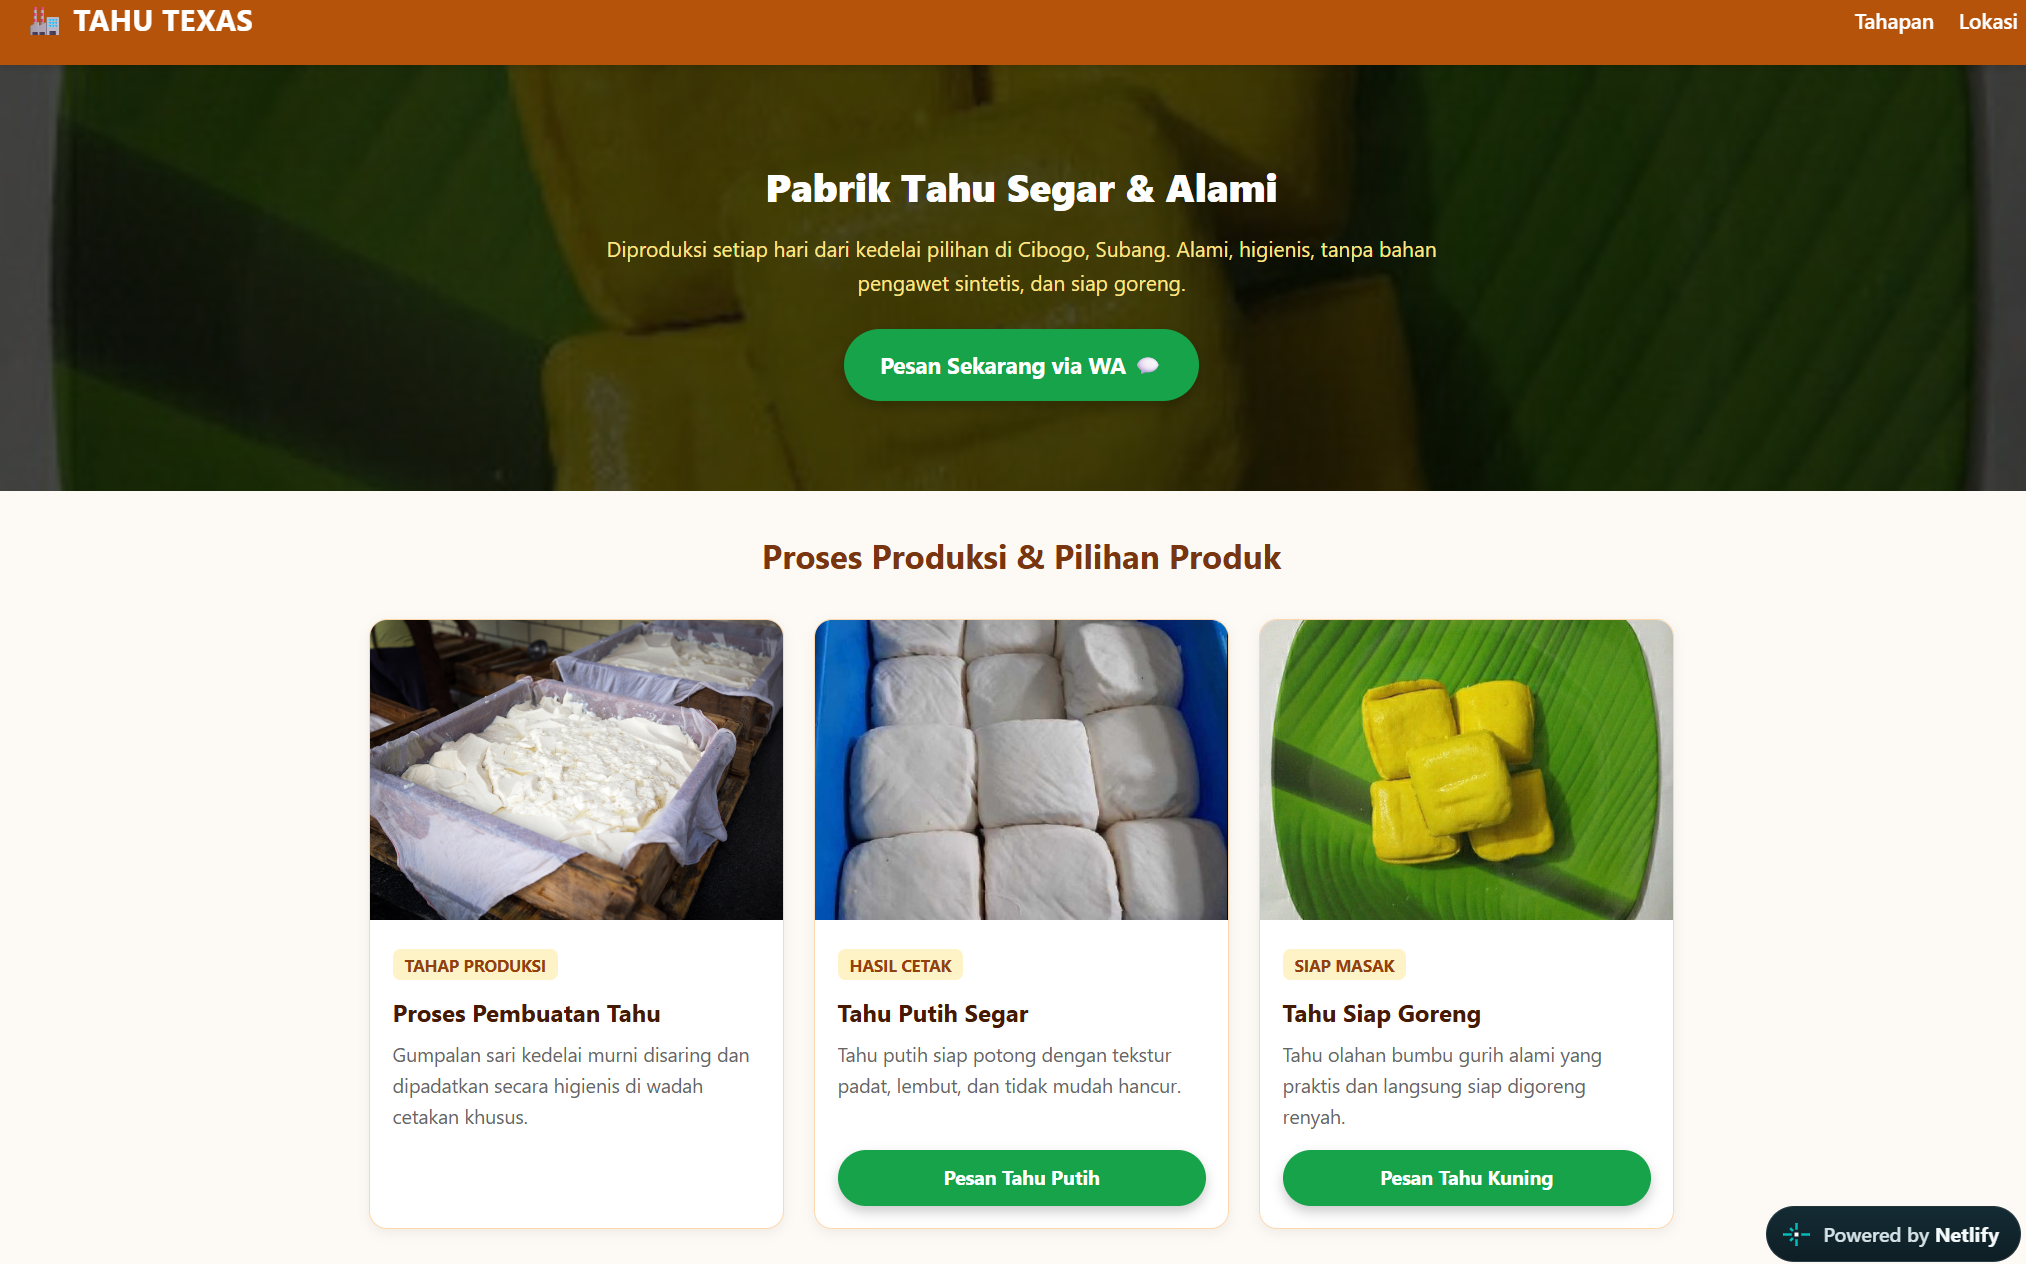 TAHU TEXAS
Tahapan Lokasi
Pabrik Tahu Segar & Alami
Diproduksi setiap hari dari kedelai pilihan di Cibogo, Subang. Alami, higienis, tanpa bahan
pengawet sintetis, dan siap goreng.
Pesan Sekarang via WA
Proses Produksi & Pilihan Produk
TAHAP PRODUKSI
Proses Pembuatan Tahu
Gumpalan sari kedelai murni disaring dan
dipadatkan secara higienis di wadah
cetakan khusus.
HASIL CETAK
Tahu Putih Segar
Tahu putih siap potong dengan tekstur
padat, lembut, dan tidak mudah hancur.
Pesan Tahu Putih
SIAP MASAK
Tahu Siap Goreng
Tahu olahan bumbu gurih alami yang
praktis dan langsung siap digoreng
renyah.
Pesan Tahu Kuning
Powered by Netlify